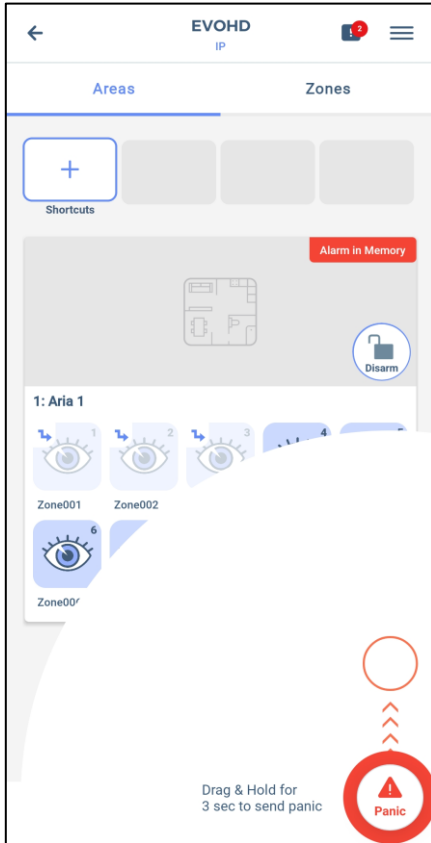 EVOHD
IP
2
Areas
Zones
Shortcuts
Alarm in Memory
Disarm
1: Aria 1
1
2
3
4
Zone001
Zone002
6
Drag & Hold for
3 sec to send panic
Panic